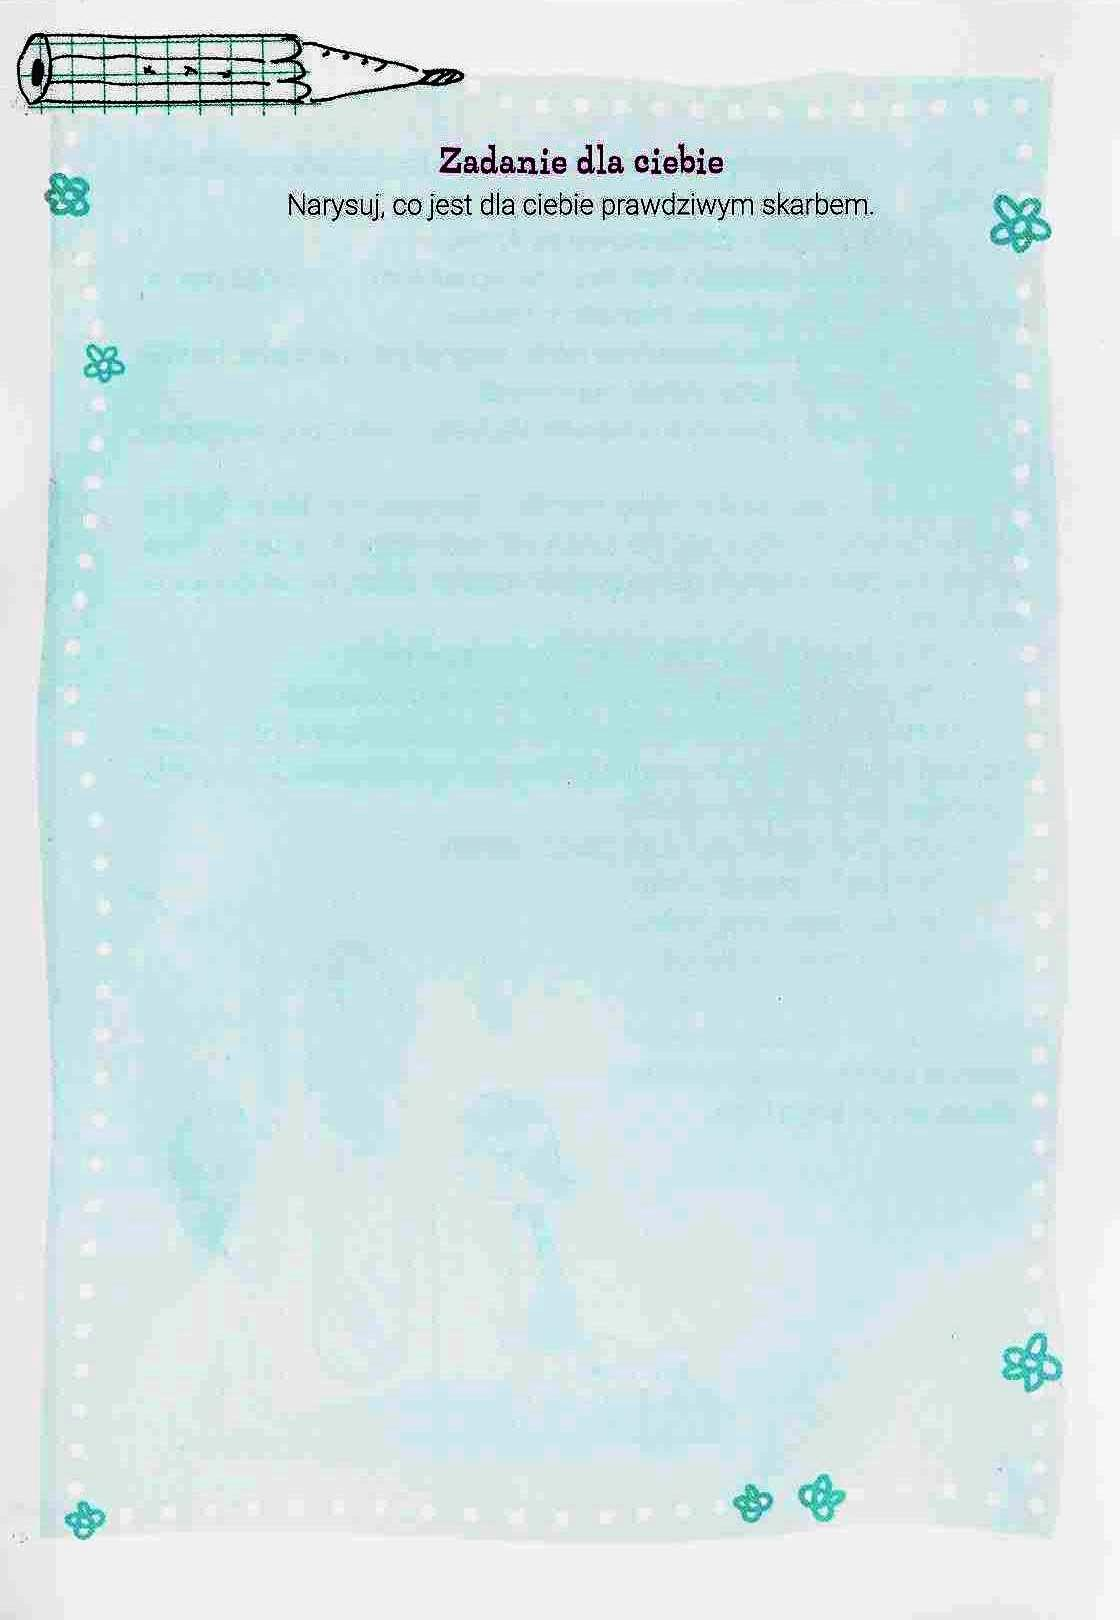 Zadanie dla ciebie
Narysuj, co jest dla ciebie prawdziwym skarbem.